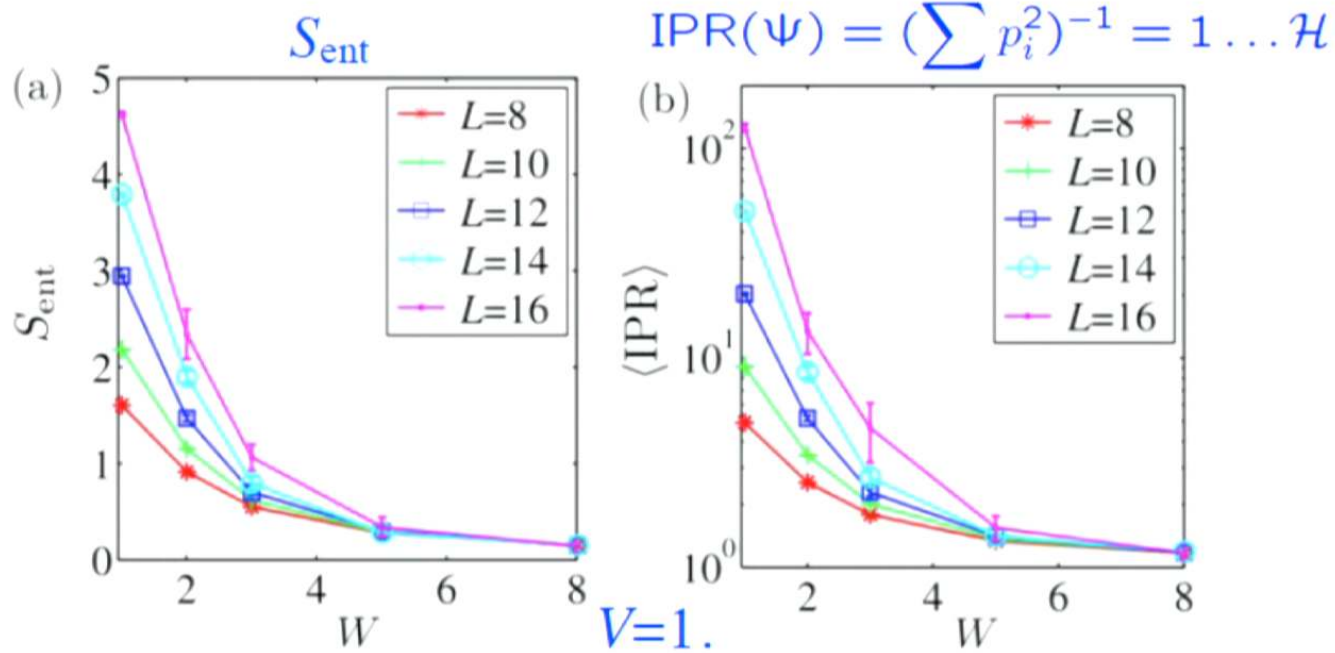 S_ent
IPR(Ψ) = (∑ p_i^2)^{-1} = 1 … ℋ
(a)
5
4
3
2
1
0
S_ent
2 4 6 8
W
L=8
L=10
L=12
L=14
L=16
(b)
10^2
10^1
10^0
⟨IPR⟩
2 4 6 8
W
L=8
L=10
L=12
L=14
L=16
V=1.